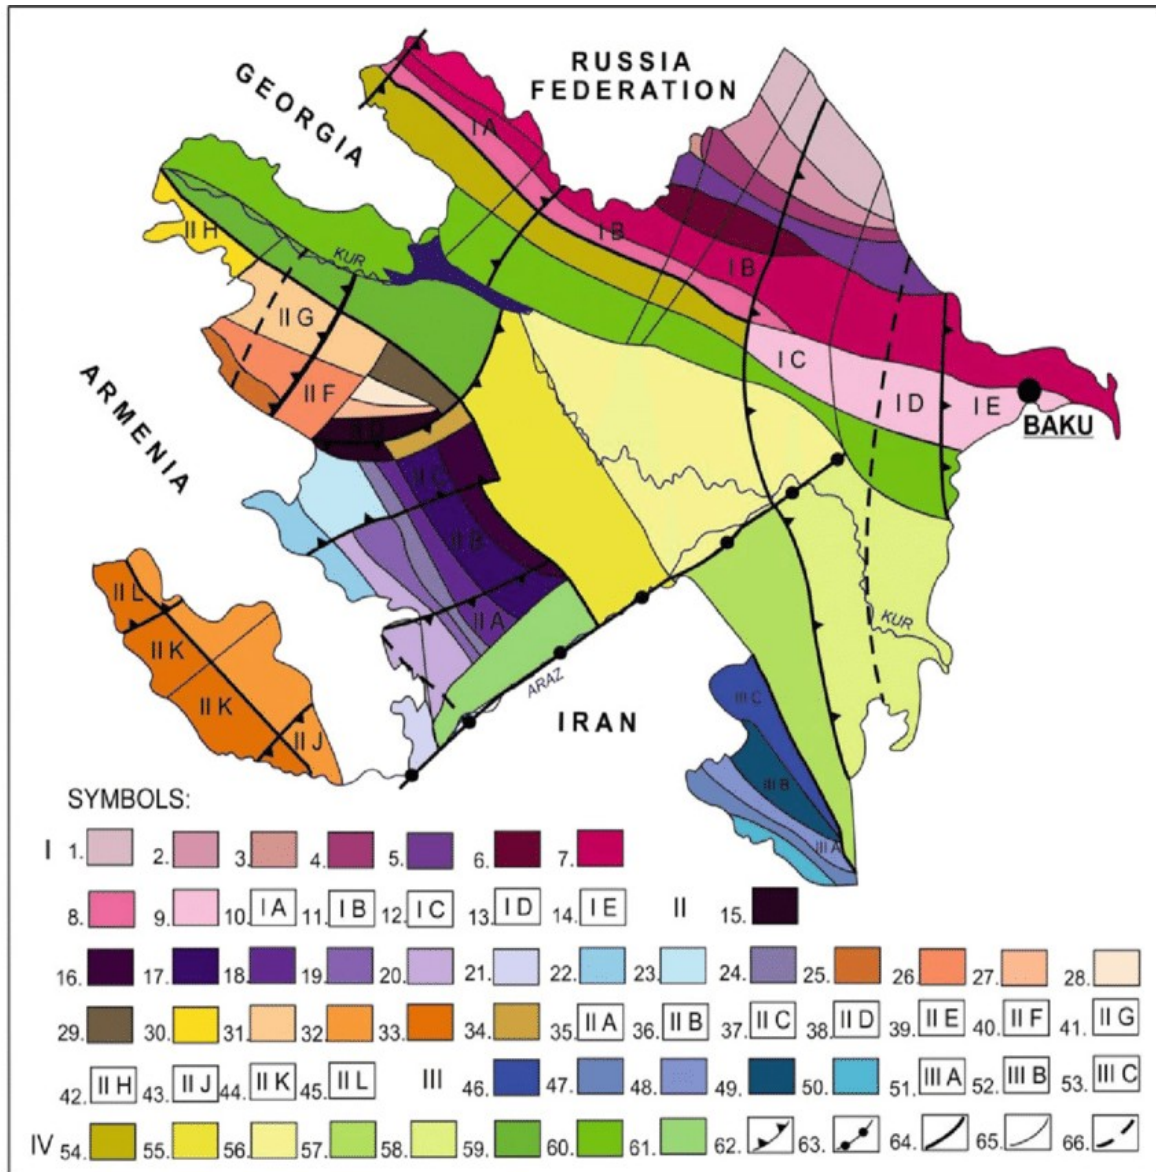 RUSSIA
FEDERATION
GEORGIA
I A
I B
I B
II H
KUR
II G
I C
ARMENIA
II F
I D
I E
BAKU
II C
II B
II L
II A
KUR
II K
II K
ARAZ
IRAN
III C
II J
III B
III A
SYMBOLS:
I 1. 2. 3. 4. 5. 6. 7.
8. 9. 10. I A 11. I B 12. I C 13. I D 14. I E II 15.
16. 17. 18. 19. 20. 21. 22. 23. 24. 25. 26. 27. 28.
29. 30. 31. 32. 33. 34. 35. II A 36. II B 37. II C 38. II D 39. II E 40. II F 41. II G
42. II H 43. II J 44. II K 45. II L III 46. 47. 48. 49. 50. 51. III A 52. III B 53. III C
IV 54. 55. 56. 57. 58. 59. 60. 61. 62. 63. 64. 65. 66.